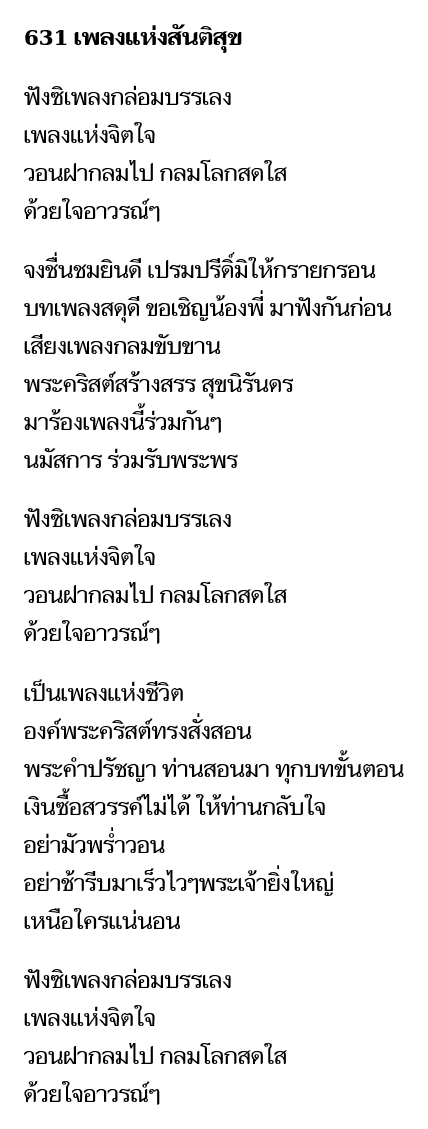 631 เพลงแห่งสันติสุข
ฟังซิเพลงกล่อมบรรเลง
เพลงแห่งจิตใจ
วอนฝากลมไป กลมโลกสดใส
ด้วยใจอาวรณ์ๆ
จงชื่นชมยินดี เปรมปรีดิ์มิให้กรายกรอน
บทเพลงสดุดี ขอเชิญน้องพี่ มาฟังกันก่อน
เสียงเพลงกลมขับขาน
พระคริสต์สร้างสรร สุขนิรันดร
มาร้องเพลงนี้ร่วมกันๆ
นมัสการ ร่วมรับพระพร
ฟังซิเพลงกล่อมบรรเลง
เพลงแห่งจิตใจ
วอนฝากลมไป กลมโลกสดใส
ด้วยใจอาวรณ์ๆ
เป็นเพลงแห่งชีวิต
องค์พระคริสต์ทรงสั่งสอน
พระคำปรัชญา ท่านสอนมา ทุกบทขั้นตอน
เงินซื้อสวรรค์ไม่ได้ ให้ท่านกลับใจ
อย่ามัวพร่ำวอน
อย่าช้ารีบมาเร็วไวๆพระเจ้ายิ่งใหญ่
เหนือใครแน่นอน
ฟังซิเพลงกล่อมบรรเลง
เพลงแห่งจิตใจ
วอนฝากลมไป กลมโลกสดใส
ด้วยใจอาวรณ์ๆ